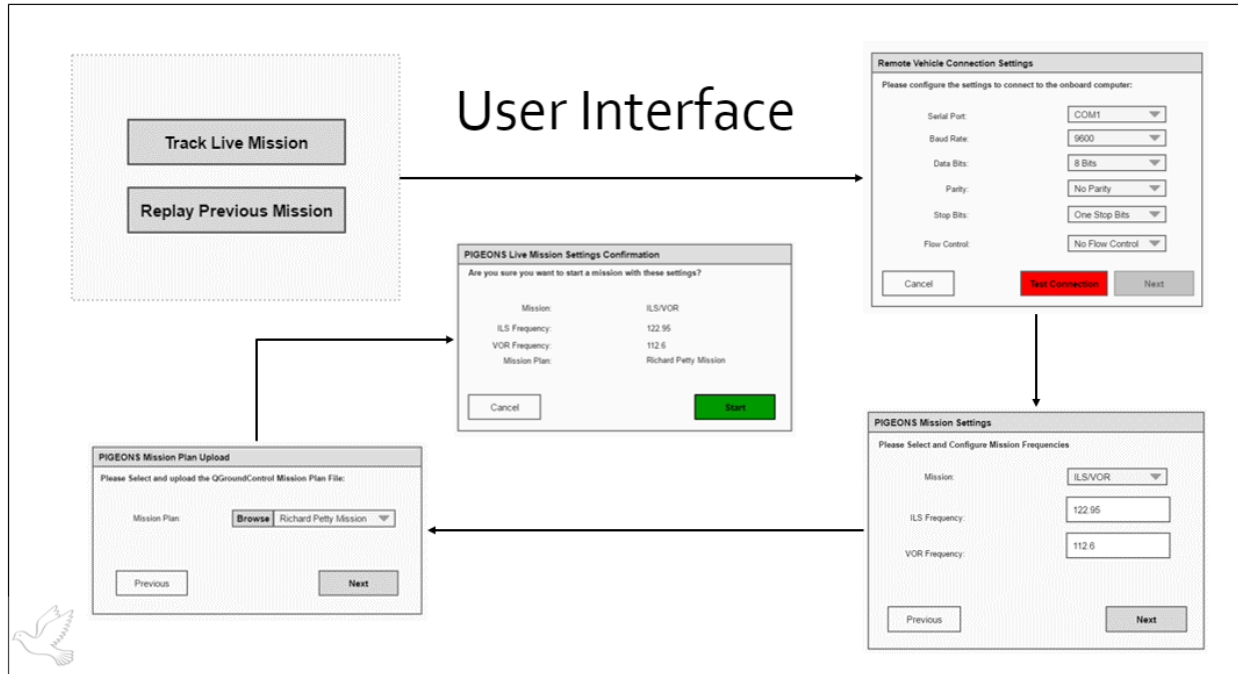 User Interface
Track Live Mission
Replay Previous Mission
Remote Vehicle Connection Settings
Please configure the settings to connect to the onboard computer:
Serial Port: COM1
Baud Rate: 9600
Data Bits: 8 Bits
Parity: No Parity
Stop Bits: One Stop Bits
Flow Control: No Flow Control
Cancel Test Connection Next
PIGEONS Mission Settings
Please Select and Configure Mission Frequencies
Mission: ILS/VOR
ILS Frequency: 122.95
VOR Frequency: 112.6
Previous Next
PIGEONS Mission Plan Upload
Please Select and upload the QGroundControl Mission Plan File:
Mission Plan: Browse Richard Petty Mission
Previous Next
PIGEONS Live Mission Settings Confirmation
Are you sure you want to start a mission with these settings?
Mission: ILS/VOR
ILS Frequency: 122.95
VOR Frequency: 112.6
Mission Plan: Richard Petty Mission
Cancel Start